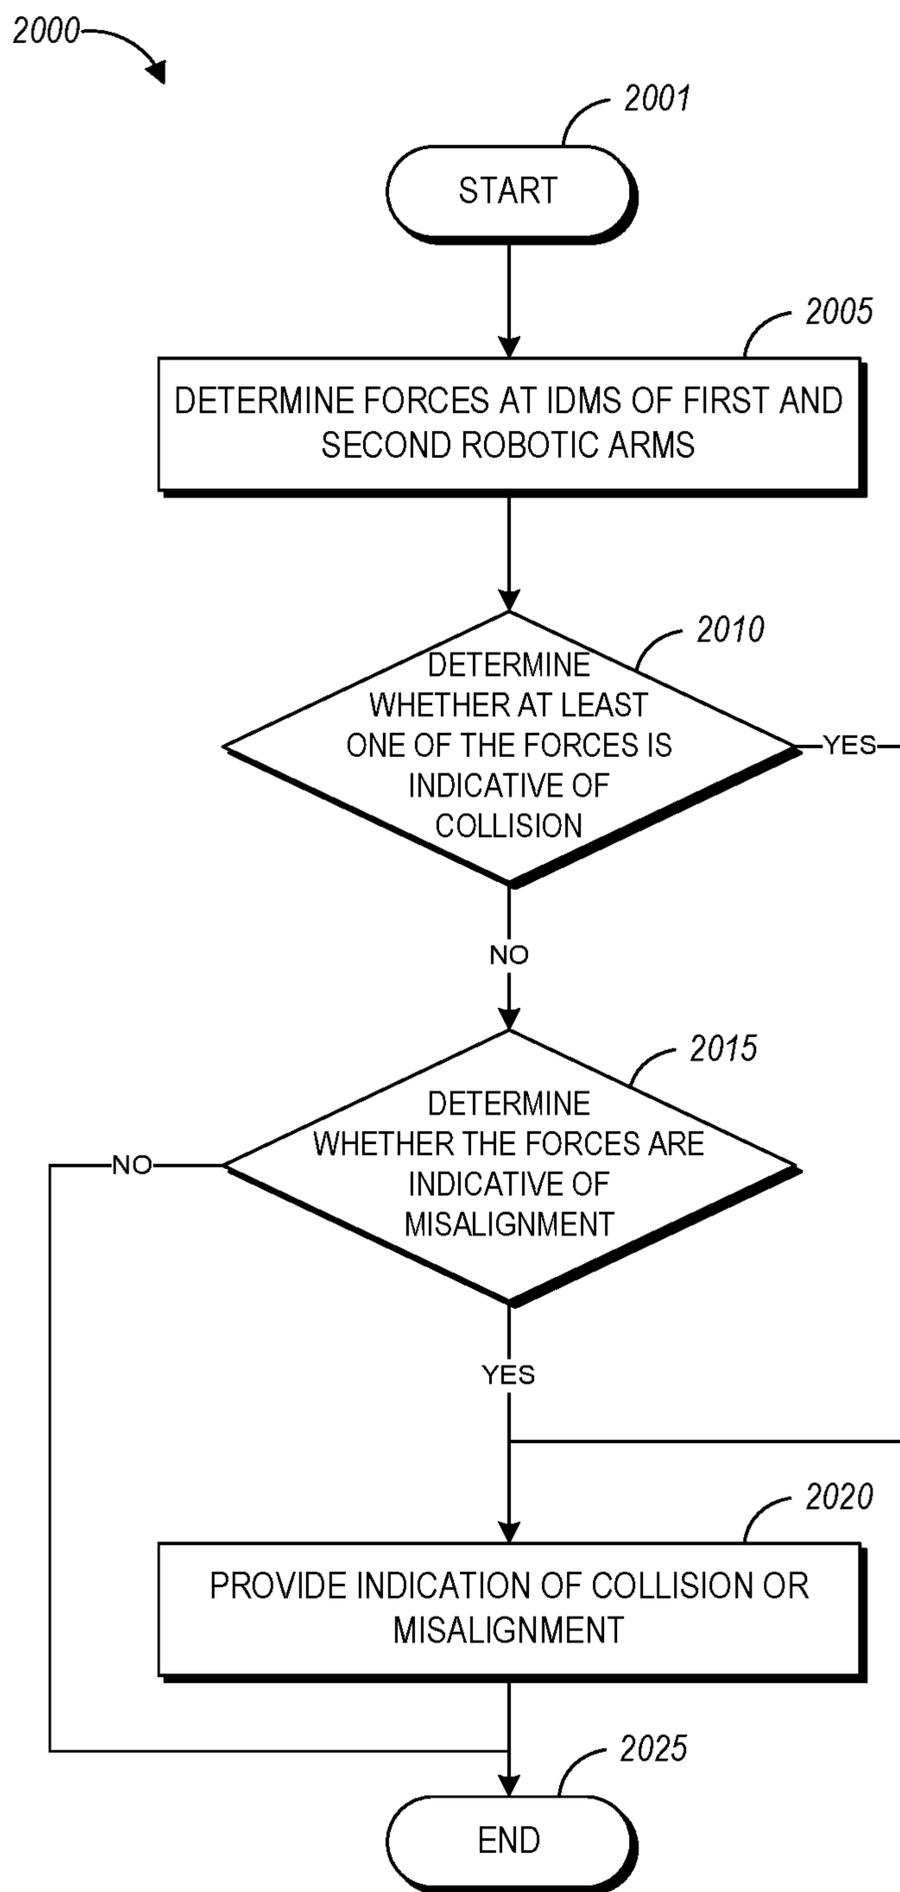 2000
2001
START
2005
DETERMINE FORCES AT IDMS OF FIRST AND
SECOND ROBOTIC ARMS
2010
DETERMINE
WHETHER AT LEAST
ONE OF THE FORCES IS
INDICATIVE OF
COLLISION
YES
NO
2015
DETERMINE
WHETHER THE FORCES ARE
INDICATIVE OF
MISALIGNMENT
NO
YES
2020
PROVIDE INDICATION OF COLLISION OR
MISALIGNMENT
2025
END